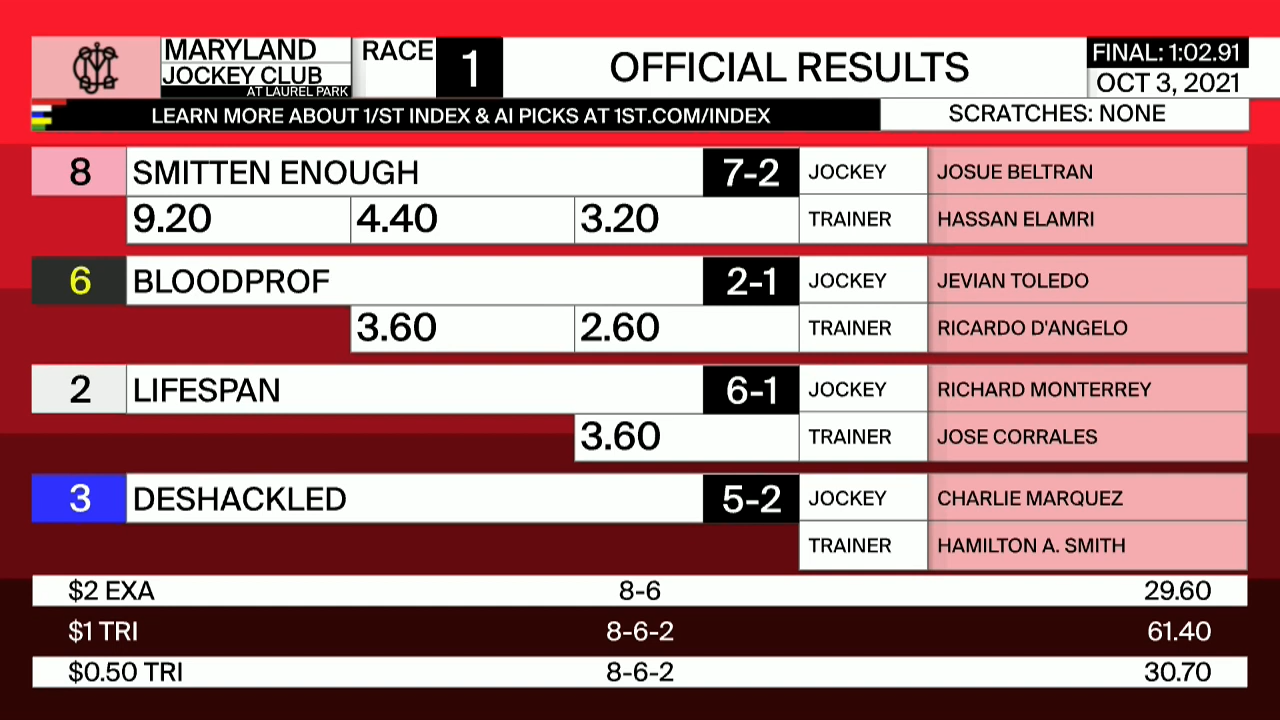 MARYLAND
JOCKEY CLUB
AT LAUREL PARK
RACE 1
OFFICIAL RESULTS
FINAL: 1:02.91
OCT 3, 2021
LEARN MORE ABOUT 1/ST INDEX & AI PICKS AT 1ST.COM/INDEX
SCRATCHES: NONE
8 SMITTEN ENOUGH 7-2 JOCKEY JOSUE BELTRAN
9.20 4.40 3.20 TRAINER HASSAN ELAMRI
6 BLOODPROF 2-1 JOCKEY JEVIAN TOLEDO
3.60 2.60 TRAINER RICARDO D'ANGELO
2 LIFESPAN 6-1 JOCKEY RICHARD MONTERREY
3.60 TRAINER JOSE CORRALES
3 DESHACKLED 5-2 JOCKEY CHARLIE MARQUEZ
TRAINER HAMILTON A. SMITH
$2 EXA 8-6 29.60
$1 TRI 8-6-2 61.40
$0.50 TRI 8-6-2 30.70